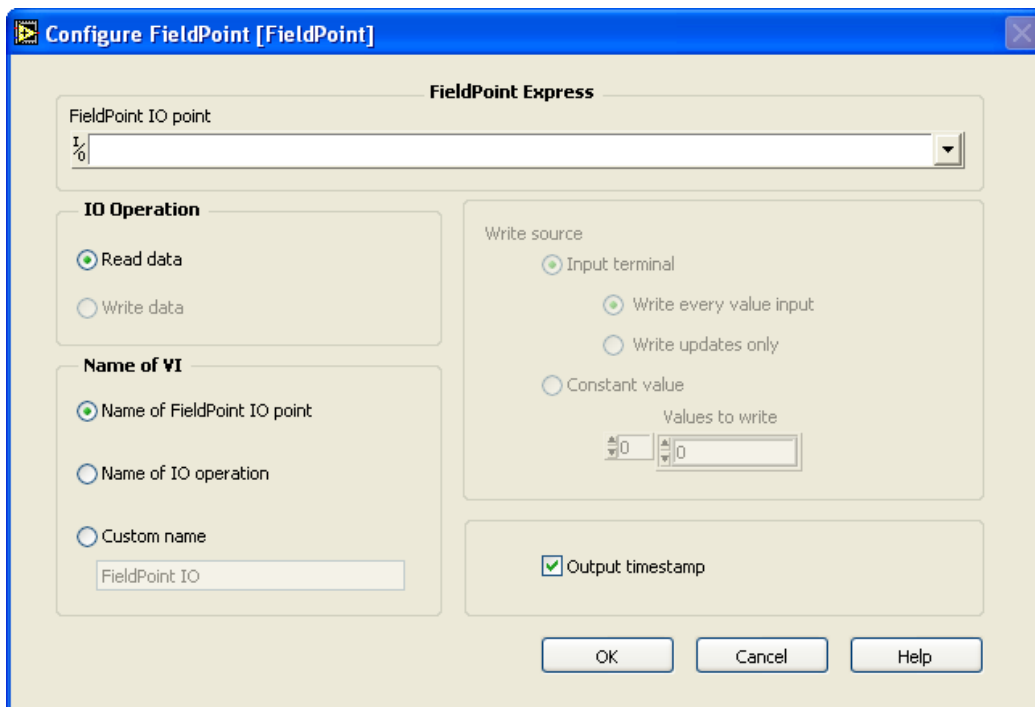 Configure FieldPoint [FieldPoint]
FieldPoint Express
FieldPoint IO point
I/O
IO Operation
Read data
Write data
Name of VI
Name of FieldPoint IO point
Name of IO operation
Custom name
FieldPoint IO
Write source
Input terminal
Write every value input
Write updates only
Constant value
Values to write
0 0
Output timestamp
OK Cancel Help